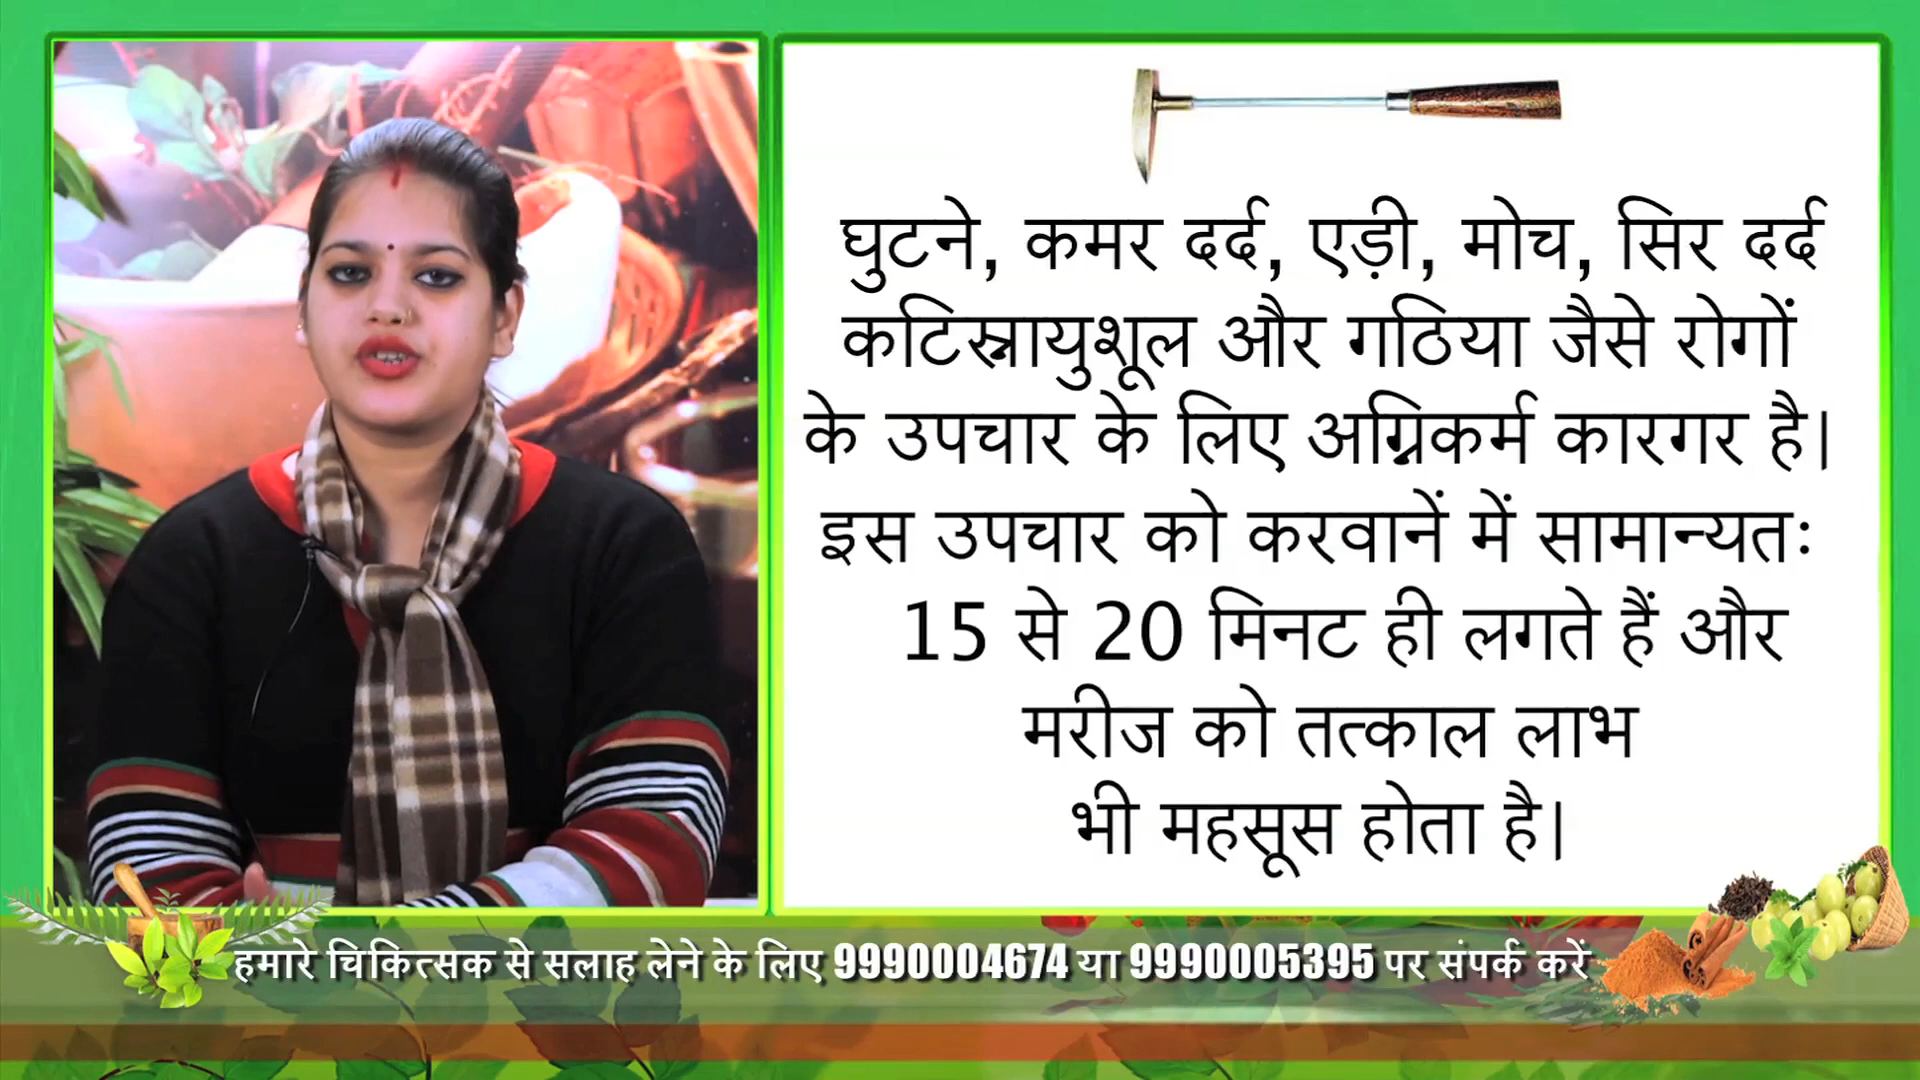 घुटने, कमर दर्द, एड़ी, मोच, सिर दर्द
कटिस्नायुशूल और गठिया जैसे रोगों
के उपचार के लिए अग्निकर्म कारगर है।
इस उपचार को करवानें में सामान्यतः
15 से 20 मिनट ही लगते हैं और
मरीज को तत्काल लाभ
भी महसूस होता है।
हमारे चिकित्सक से सलाह लेने के लिए 9990004674 या 9990005395 पर संपर्क करें